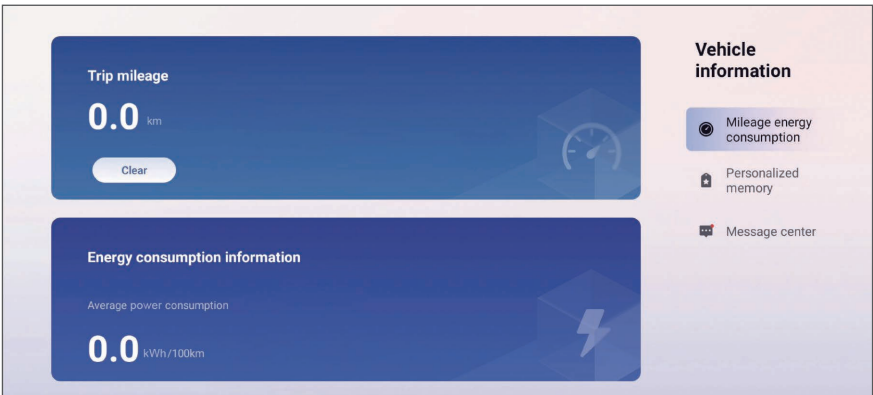 Trip mileage
0.0 km
Clear
Energy consumption information
Average power consumption
0.0 kWh/100km
Vehicle
information
Mileage energy
consumption
Personalized
memory
Message center